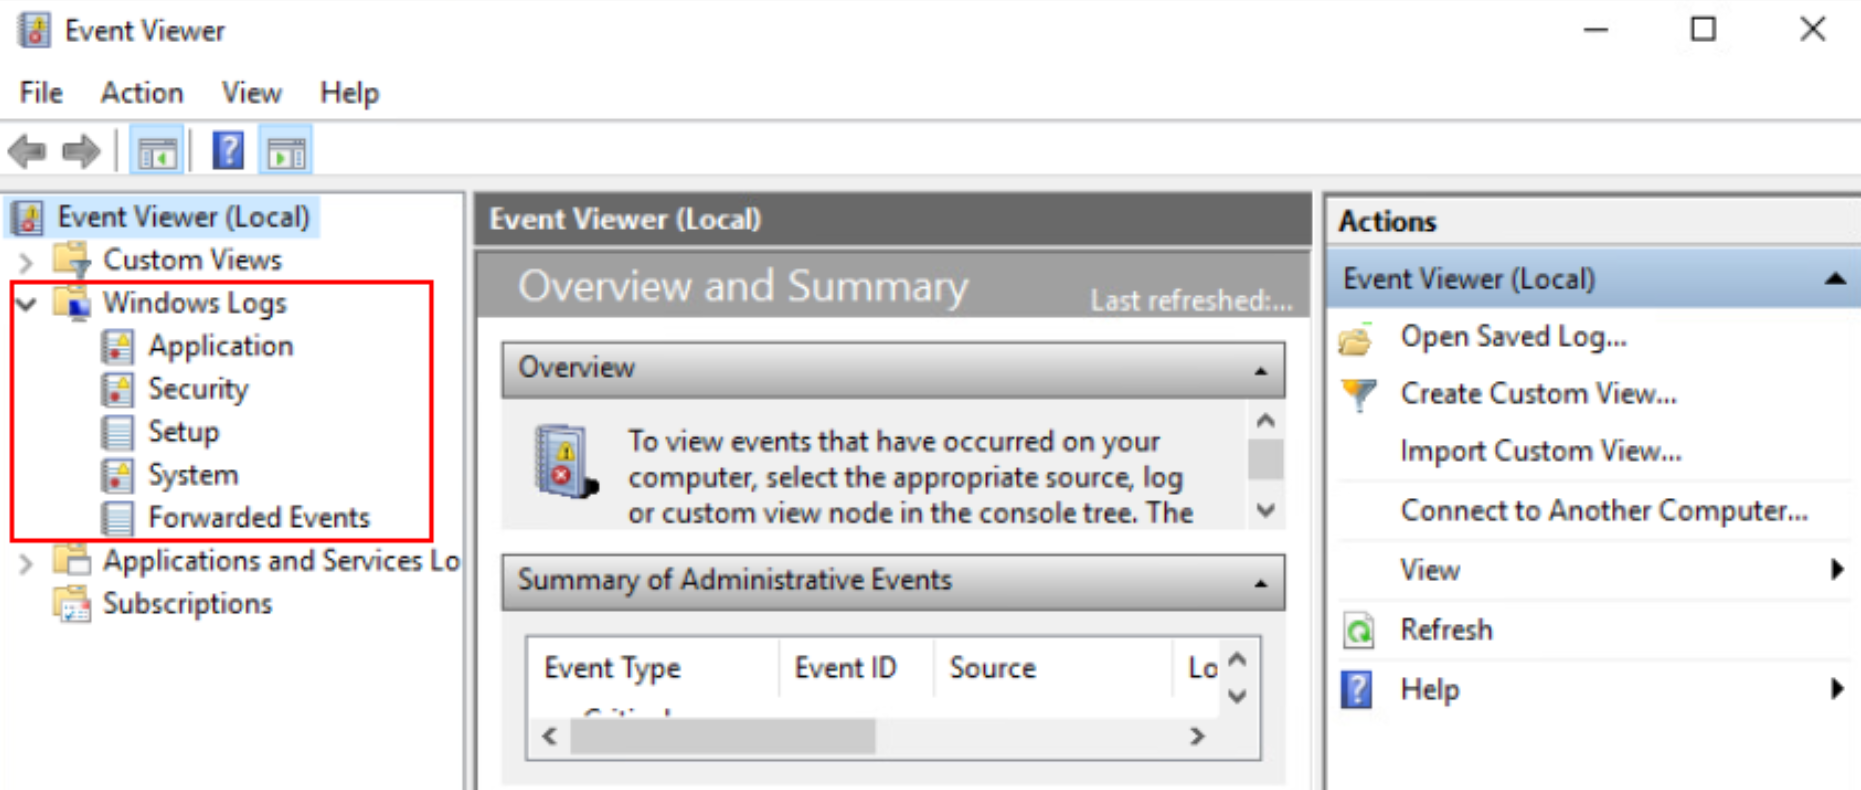 Event Viewer
File Action View Help
Event Viewer (Local)
Custom Views
Windows Logs
Application
Security
Setup
System
Forwarded Events
Applications and Services Lo
Subscriptions
Event Viewer (Local)
Overview and Summary
Last refreshed:...
Overview
To view events that have occurred on your
computer, select the appropriate source, log
or custom view node in the console tree. The
Summary of Administrative Events
Event Type Event ID Source Lo
Actions
Event Viewer (Local)
Open Saved Log...
Create Custom View...
Import Custom View...
Connect to Another Computer...
View
Refresh
Help